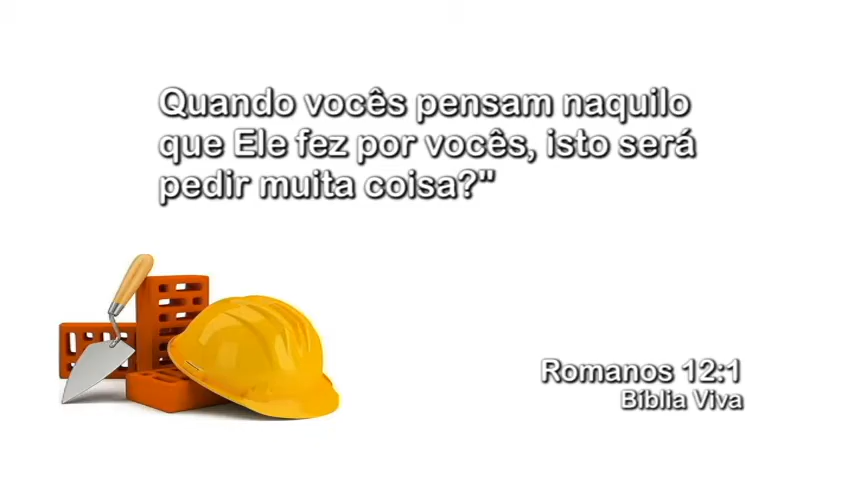 Quando vocês pensam naquilo
que Ele fez por vocês, isto será
pedir muita coisa?"
Romanos 12:1
Bíblia Viva